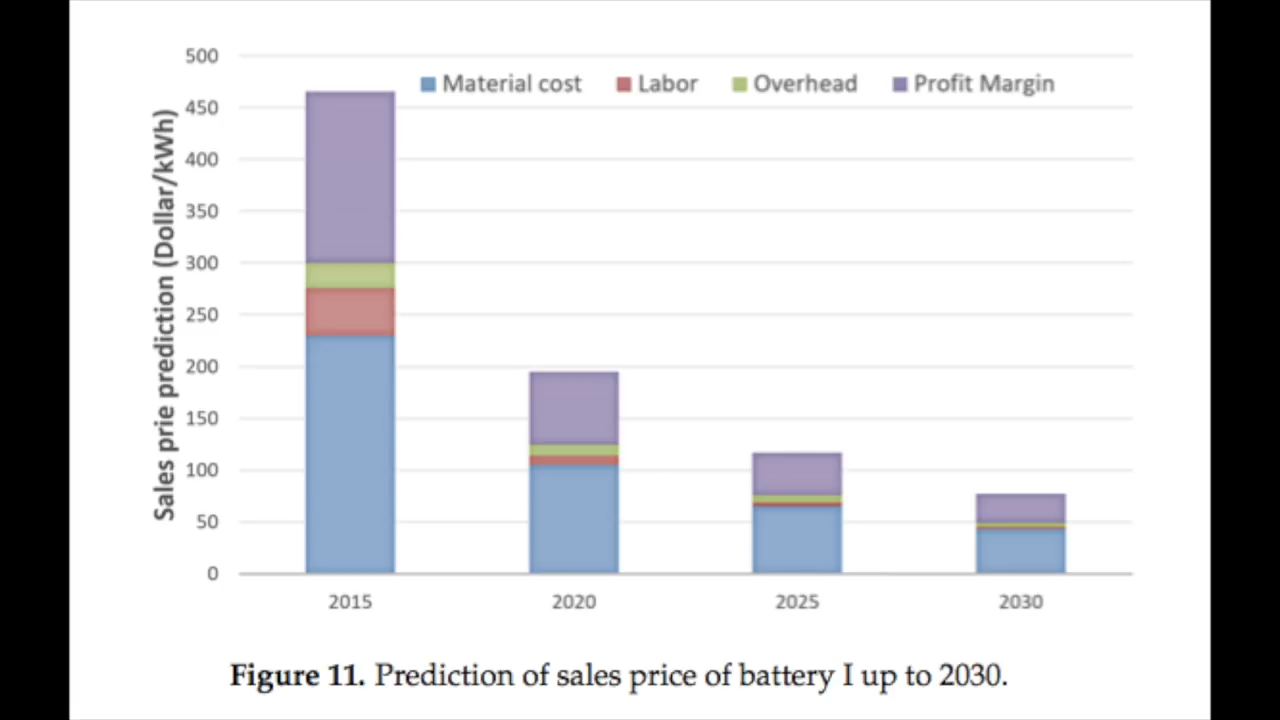 500
Material cost Labor Overhead Profit Margin
450
400
350
300
250
200
150
100
50
0
Sales prie prediction (Dollar/kWh)
2015 2020 2025 2030
Figure 11. Prediction of sales price of battery I up to 2030.